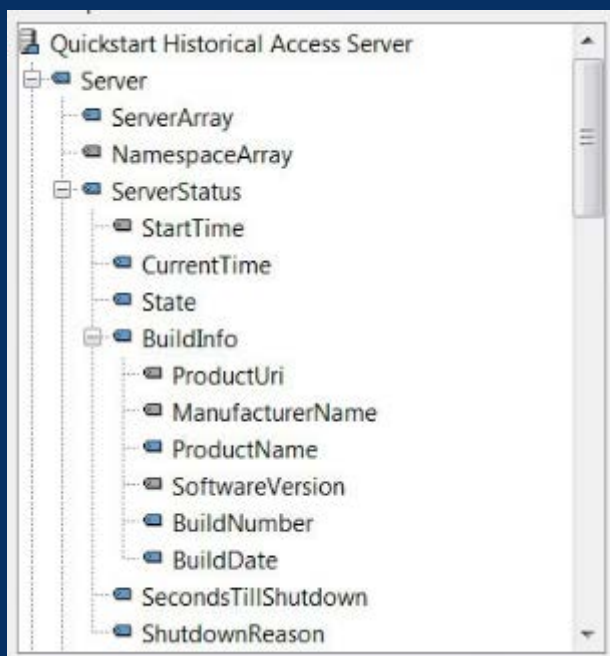 Quickstart Historical Access Server
Server
ServerArray
NamespaceArray
ServerStatus
StartTime
CurrentTime
State
BuildInfo
ProductUri
ManufacturerName
ProductName
SoftwareVersion
BuildNumber
BuildDate
SecondsTillShutdown
ShutdownReason